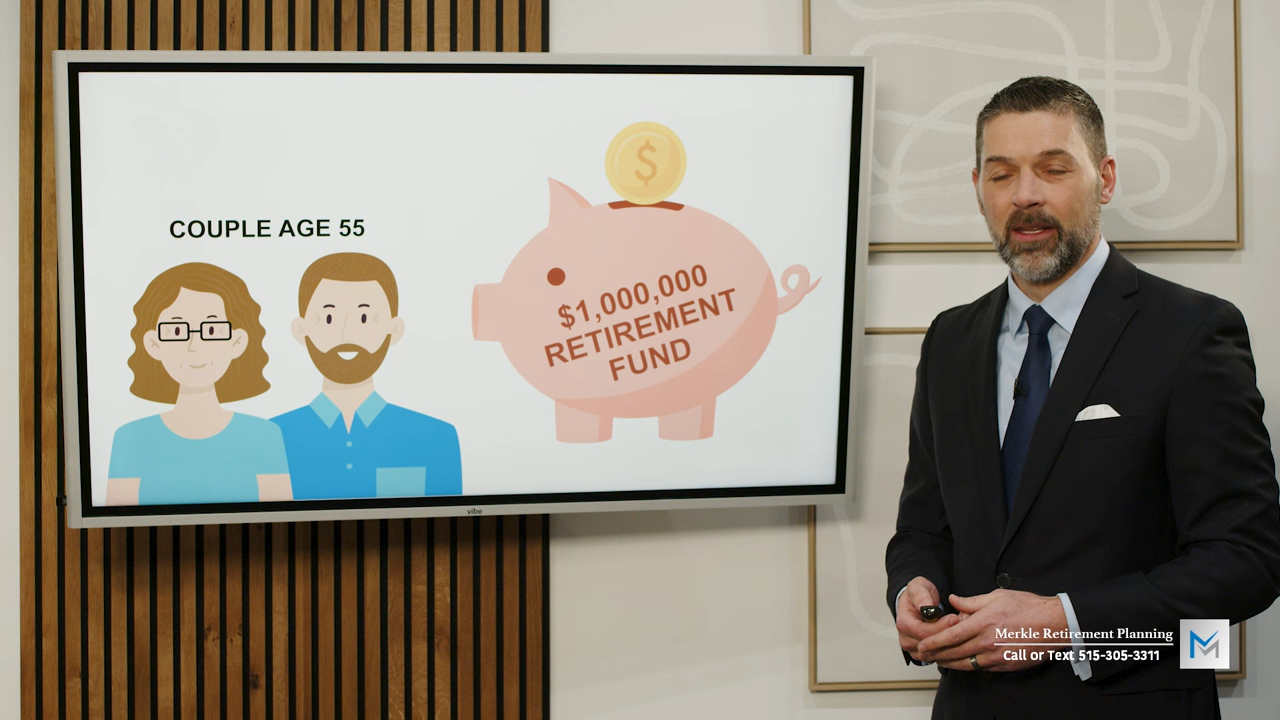 COUPLE AGE 55
$
$1,000,000
RETIREMENT
FUND
vibe
Merkle Retirement Planning
Call or Text 515-305-3311
M